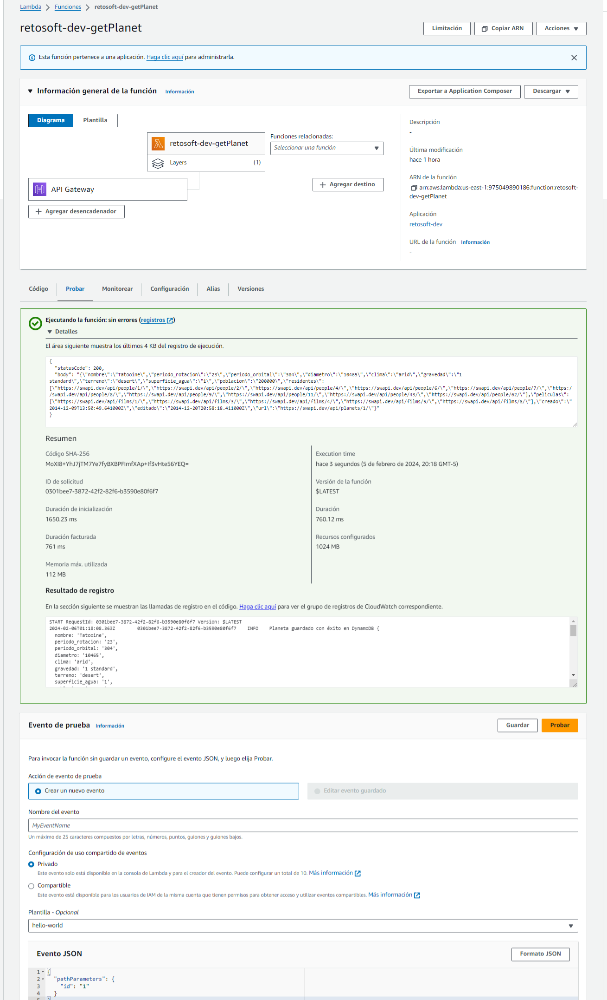 Lambda > Funciones > retosoft-dev-getPlanet
retosoft-dev-getPlanet
Limitación
Copiar ARN
Acciones
Esta función pertenece a una aplicación. Haga clic aquí para administrarla.
Información general de la función Información
Exportar a Application Composer
Descargar
Diagrama
Plantilla
retosoft-dev-getPlanet
Layers (1)
Funciones relacionadas:
Seleccionar una función
API Gateway
Agregar destino
Agregar desencadenador
Descripción
-
Última modificación
hace 1 hora
ARN de la función
arn:aws:lambda:us-east-1:975049890186:function:retosoft-
dev-getPlanet
Aplicación
retosoft-dev
URL de la función Información
-
Código
Probar
Monitorear
Configuración
Alias
Versiones
Ejecutando la función: sin errores (registros)
Detalles
El área siguiente muestra los últimos 4 KB del registro de ejecución.
{
"statusCode": 200,
"body": "{\"nombre\":\"Tatooine\",\"periodo_rotacion\":\"23\",\"periodo_orbital\":\"304\",\"diametro\":\"10465\",\"clima\":\"arid\",\"gravedad\":\"1
standard\",\"terreno\":\"desert\",\"superficie_agua\":\"1\",\"poblacion\":\"200000\",\"residentes\":
[\"https://swapi.dev/api/people/1/\",\"https://swapi.dev/api/people/2/\",\"https://swapi.dev/api/people/4/\",\"https://swapi.dev/api/people/6/\",\"https://swapi.dev/api/people/7/\",\"https:/
/swapi.dev/api/people/8/\",\"https://swapi.dev/api/people/9/\",\"https://swapi.dev/api/people/11/\",\"https://swapi.dev/api/people/43/\",\"https://swapi.dev/api/people/62/\"],\"peliculas\":
[\"https://swapi.dev/api/films/1/\",\"https://swapi.dev/api/films/3/\",\"https://swapi.dev/api/films/4/\",\"https://swapi.dev/api/films/5/\",\"https://swapi.dev/api/films/6/\"],\"creado\":\"
2014-12-09T13:50:49.641000Z\",\"editado\":\"2014-12-20T20:58:18.411000Z\",\"url\":\"https://swapi.dev/api/planets/1/\"}"
}
Resumen
Código SHA-256
MoXI8+YhJ7jTM7Ye7fyBXBPFImfXAp+If3vHte56YEQ=
Execution time
hace 3 segundos (5 de febrero de 2024, 20:18 GMT-5)
ID de solicitud
0301bee7-3872-42f2-82f6-b3590e80f6f7
Versión de la función
$LATEST
Duración de inicialización
1650.23 ms
Duración
760.12 ms
Duración facturada
761 ms
Recursos configurados
1024 MB
Memoria máx. utilizada
112 MB
Resultado de registro
En la sección siguiente se muestran las llamadas de registro en el código. Haga clic aquí para ver el grupo de registros de CloudWatch correspondiente.
START RequestId: 0301bee7-3872-42f2-82f6-b3590e80f6f7 Version: $LATEST
2024-02-06T01:18:08.363Z 0301bee7-3872-42f2-82f6-b3590e80f6f7 INFO Planeta guardado con éxito en DynamoDB {
nombre: 'Tatooine',
periodo_rotacion: '23',
periodo_orbital: '304',
diametro: '10465',
clima: 'arid',
gravedad: '1 standard',
terreno: 'desert',
superficie_agua: '1',
Evento de prueba Información
Guardar
Probar
Para invocar la función sin guardar un evento, configure el evento JSON, y luego elija Probar.
Acción de evento de prueba
Crear un nuevo evento
Editar evento guardado
Nombre del evento
MyEventName
Un máximo de 25 caracteres compuestos por letras, números, puntos, guiones y guiones bajos.
Configuración de uso compartido de eventos
Privado
Este evento solo está disponible en la consola de Lambda y para el creador del evento. Puede configurar un total de 10. Más información
Compartible
Este evento está disponible para los usuarios de IAM de la misma cuenta que tienen permisos para obtener acceso y utilizar eventos compartibles. Más información
Plantilla - Opcional
hello-world
Evento JSON
Formato JSON
1 {
2 "pathParameters": {
3 "id": "1"
4 }
5 }